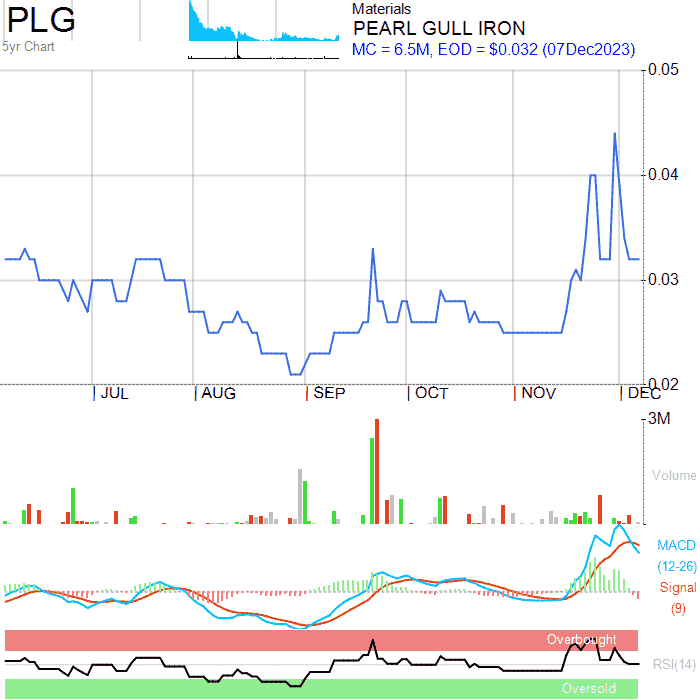 PLG
5yr Chart
Materials
PEARL GULL IRON
MC = 6.5M, EOD = $0.032 (07Dec2023)
0.05
0.04
0.03
0.02
JUL AUG SEP OCT NOV DEC
3M
Volume
MACD
(12-26)
Signal
(9)
Overbought
RSI(14)
Oversold